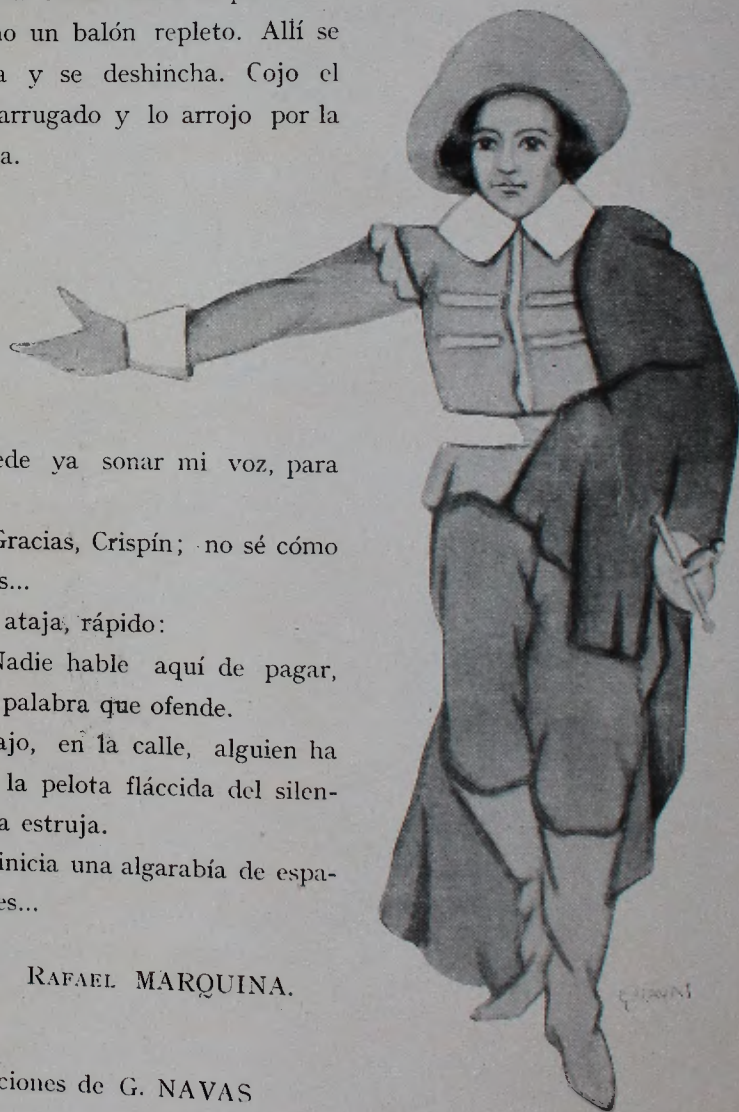 no un balón repleto. Allí se
a y se deshincha. Cojo el
arrugado y lo arrojo por la
a.
ede ya sonar mi voz, para
Gracias, Crispín; no sé cómo
s...
ataja, rápido:
Nadie hable aquí de pagar,
palabra que ofende.
ajo, en la calle, alguien ha
la pelota fláccida del silen-
a estruja.
inicia una algarabía de espa-
es...
RAFAEL MARQUINA.
ciones de G. NAVAS